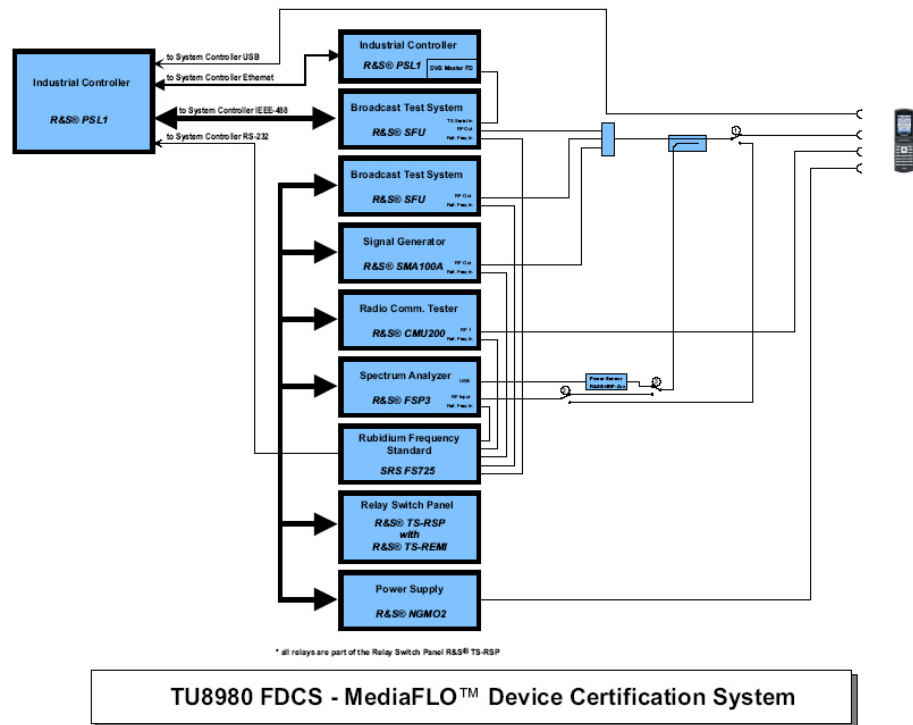 to System Controller USB
to System Controller Ethernet
to System Controller IEEE-488
to System Controller RS-232
Industrial Controller
R&S® PSL1
Industrial Controller
R&S® PSL1
DVS Master FD
Broadcast Test System
R&S® SFU
TS Serial In
RF Out
Ref. Freq. In
Broadcast Test System
R&S® SFU
RF Out
Ref. Freq. In
Signal Generator
R&S® SMA100A
RF Out
Ref. Freq. In
Radio Comm. Tester
R&S® CMU200
RF 1
Ref. Freq. In
Spectrum Analyzer
R&S® FSP3
USB
RF Input
Ref. Freq. In
Rubidium Frequency
Standard
SRS FS725
Relay Switch Panel
R&S® TS-RSP
with
R&S® TS-REMI
Power Supply
R&S® NGMO2
1
Power Sensor
* all relays are part of the Relay Switch Panel R&S® TS-RSP
TU8980 FDCS - MediaFLO™ Device Certification System